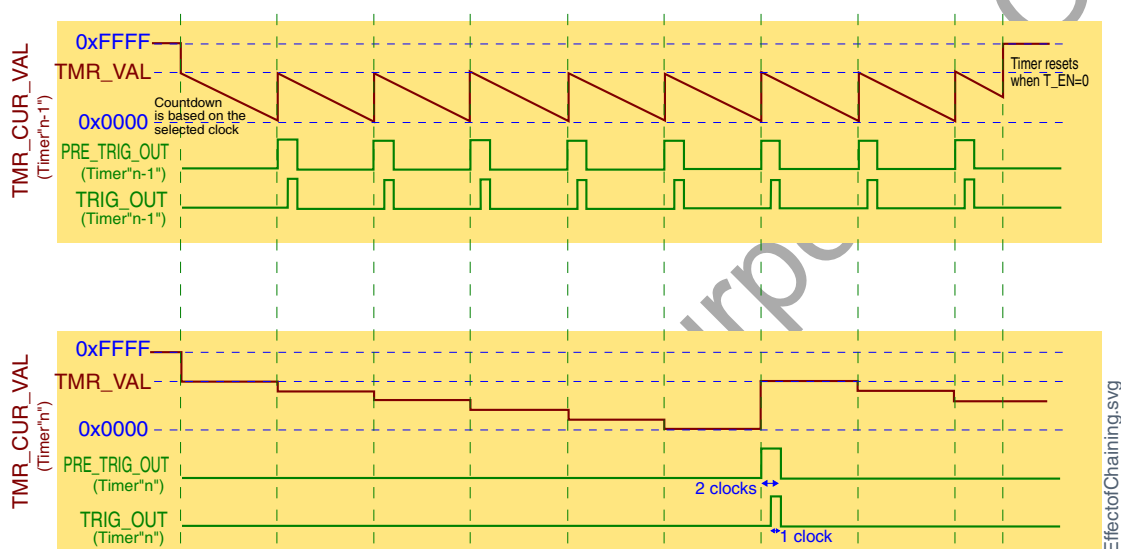 0xFFFF
TMR_VAL
0x0000
TMR_CUR_VAL
(Timer"n-1")
Countdown
is based on the
selected clock
Timer resets
when T_EN=0
PRE_TRIG_OUT
(Timer"n-1")
TRIG_OUT
(Timer"n-1")
0xFFFF
TMR_VAL
0x0000
TMR_CUR_VAL
(Timer"n")
PRE_TRIG_OUT
(Timer"n")
2 clocks
TRIG_OUT
(Timer"n")
1 clock
EffectofChaining.svg